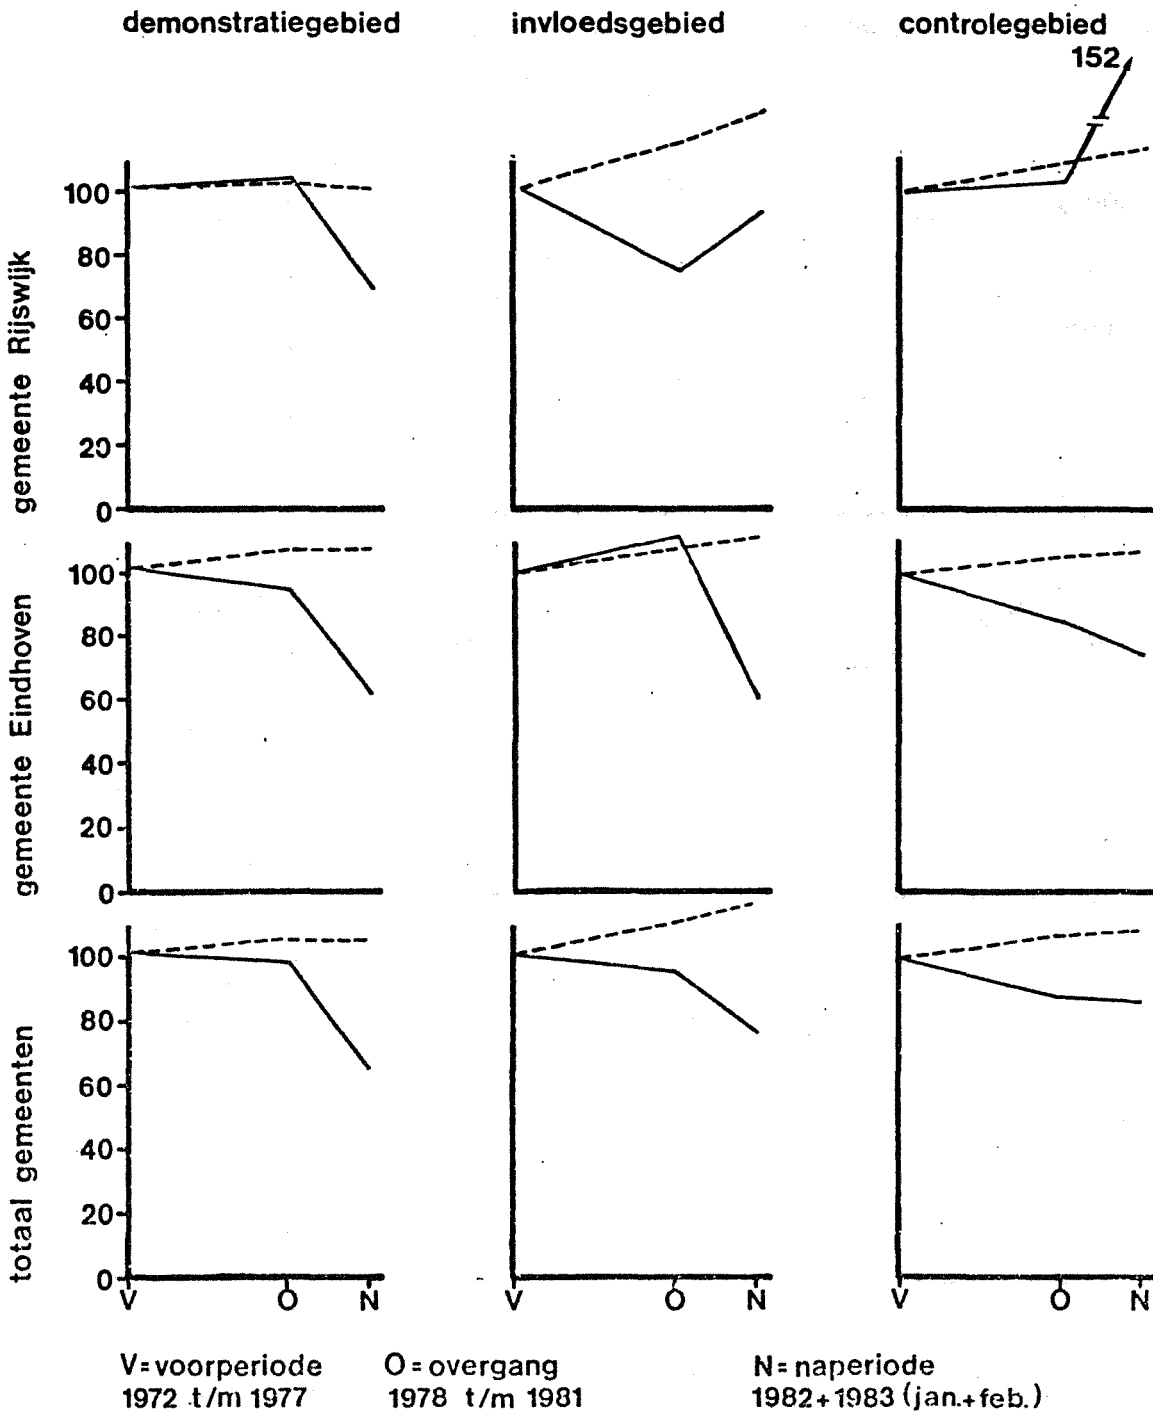 demonstratiegebied invloedsgebied controlegebied
152
gemeente Rijswijk
100
80
60
40
20
0
gemeente Eindhoven
100
80
60
40
20
0
totaal gemeenten
100
80
60
40
20
0
V O N V O N V O N
V=voorperiode O=overgang N=naperiode
1972 t/m 1977 1978 t/m 1981 1982+1983 (jan.+feb.)